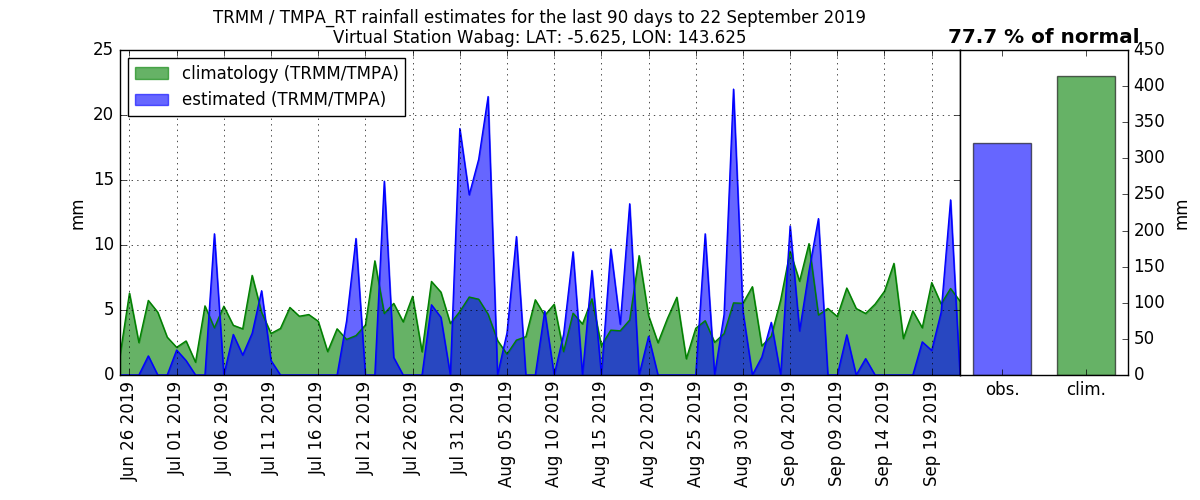 TRMM / TMPA_RT rainfall estimates for the last 90 days to 22 September 2019
Virtual Station Wabag: LAT: -5.625, LON: 143.625
77.7 % of normal
climatology (TRMM/TMPA)
estimated (TRMM/TMPA)
25
20
15
10
5
0
mm
450
400
350
300
250
200
150
100
50
0
mm
Jun 26 2019
Jul 01 2019
Jul 06 2019
Jul 11 2019
Jul 16 2019
Jul 21 2019
Jul 26 2019
Jul 31 2019
Aug 05 2019
Aug 10 2019
Aug 15 2019
Aug 20 2019
Aug 25 2019
Aug 30 2019
Sep 04 2019
Sep 09 2019
Sep 14 2019
Sep 19 2019
obs.
clim.